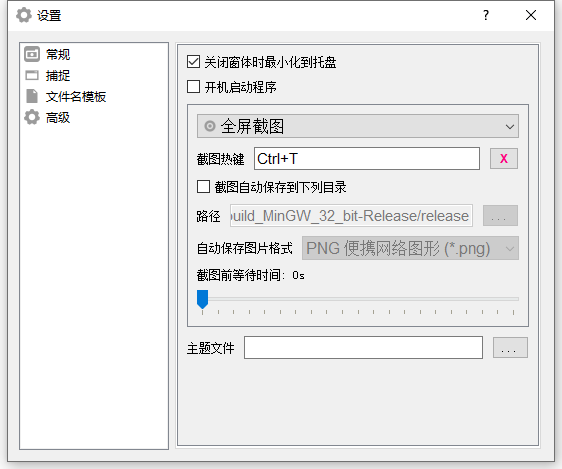 设置
?
常规
捕捉
文件名模板
高级
关闭窗体时最小化到托盘
开机启动程序
全屏截图
截图热键 Ctrl+T X
截图自动保存到下列目录
路径 build_MinGW_32_bit-Release/release ...
自动保存图片格式 PNG 便携网络图形 (*.png)
截图前等待时间: 0s
主题文件 ...